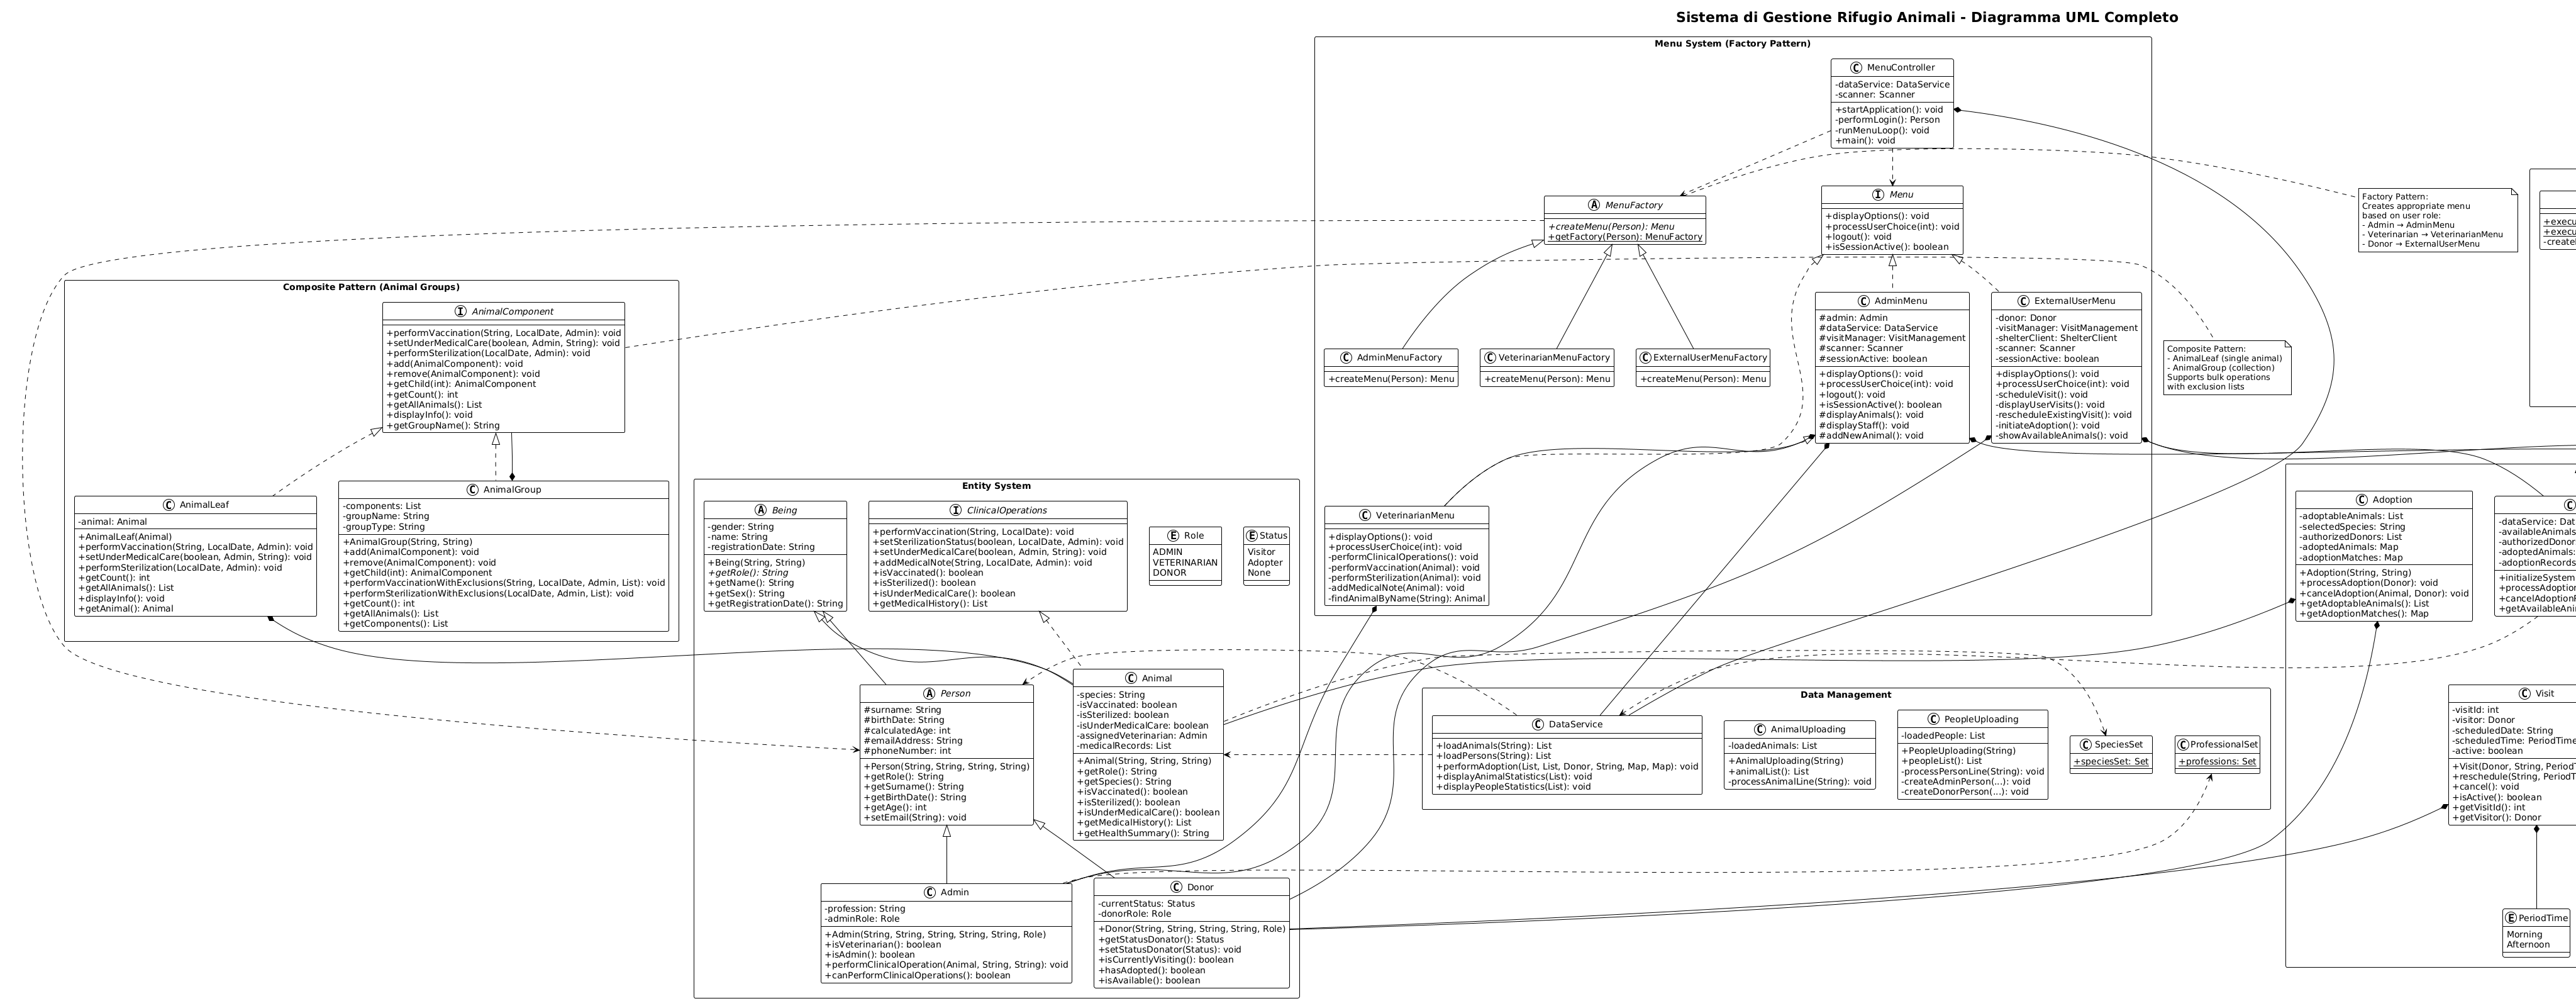 Sistema di Gestione Rifugio Animali - Diagramma UML Completo
Menu System (Factory Pattern)
C MenuController
-dataService: DataService
-scanner: Scanner
+startApplication(): void
-performLogin(): Person
-runMenuLoop(): void
+main(): void
A MenuFactory
+createMenu(Person): Menu
+getFactory(Person): MenuFactory
I Menu
+displayOptions(): void
+processUserChoice(int): void
+logout(): void
+isSessionActive(): boolean
Factory Pattern:
Creates appropriate menu
based on user role:
- Admin → AdminMenu
- Veterinarian → VeterinarianMenu
- Donor → ExternalUserMenu
+execu
+execu
C AdminMenuFactory
+createMenu(Person): Menu
C VeterinarianMenuFactory
+createMenu(Person): Menu
C ExternalUserMenuFactory
+createMenu(Person): Menu
C AdminMenu
#admin: Admin
#dataService: DataService
#visitManager: VisitManagement
#scanner: Scanner
#sessionActive: boolean
+displayOptions(): void
+processUserChoice(int): void
+logout(): void
+isSessionActive(): boolean
#displayAnimals(): void
#displayStaff(): void
#addNewAnimal(): void
C ExternalUserMenu
-donor: Donor
-visitManager: VisitManagement
-shelterClient: ShelterClient
-scanner: Scanner
-sessionActive: boolean
+displayOptions(): void
+processUserChoice(int): void
-scheduleVisit(): void
-displayUserVisits(): void
-rescheduleExistingVisit(): void
-initiateAdoption(): void
-showAvailableAnimals(): void
Composite Pattern:
- AnimalLeaf (single animal)
- AnimalGroup (collection)
Supports bulk operations
with exclusion lists
C VeterinarianMenu
+displayOptions(): void
+processUserChoice(int): void
-performClinicalOperations(): void
-performVaccination(Animal): void
-performSterilization(Animal): void
-addMedicalNote(Animal): void
-findAnimalByName(String): Animal
Composite Pattern (Animal Groups)
I AnimalComponent
+performVaccination(String, LocalDate, Admin): void
+setUnderMedicalCare(boolean, Admin, String): void
+performSterilization(LocalDate, Admin): void
+add(AnimalComponent): void
+remove(AnimalComponent): void
+getChild(int): AnimalComponent
+getCount(): int
+getAllAnimals(): List
+displayInfo(): void
+getGroupName(): String
C AnimalLeaf
-animal: Animal
+AnimalLeaf(Animal)
+performVaccination(String, LocalDate, Admin): void
+setUnderMedicalCare(boolean, Admin, String): void
+performSterilization(LocalDate, Admin): void
+getCount(): int
+getAllAnimals(): List
+displayInfo(): void
+getAnimal(): Animal
C AnimalGroup
-components: List
-groupName: String
-groupType: String
+AnimalGroup(String, String)
+add(AnimalComponent): void
+remove(AnimalComponent): void
+getChild(int): AnimalComponent
+performVaccinationWithExclusions(String, LocalDate, Admin, List): void
+performSterilizationWithExclusions(LocalDate, Admin, List): void
+getCount(): int
+getAllAnimals(): List
+getComponents(): List
Entity System
A Being
-gender: String
-name: String
-registrationDate: String
+Being(String, String)
+getRole(): String
+getName(): String
+getSex(): String
+getRegistrationDate(): String
I ClinicalOperations
+performVaccination(String, LocalDate): void
+setSterilizationStatus(boolean, LocalDate, Admin): void
+setUnderMedicalCare(boolean, Admin, String): void
+addMedicalNote(String, LocalDate, Admin): void
+isVaccinated(): boolean
+isSterilized(): boolean
+isUnderMedicalCare(): boolean
+getMedicalHistory(): List
E Role
ADMIN
VETERINARIAN
DONOR
E Status
Visitor
Adopter
None
A Person
#surname: String
#birthDate: String
#calculatedAge: int
#emailAddress: String
#phoneNumber: int
+Person(String, String, String, String)
+getRole(): String
+getSurname(): String
+getBirthDate(): String
+getAge(): int
+setEmail(String): void
C Animal
-species: String
-isVaccinated: boolean
-isSterilized: boolean
-isUnderMedicalCare: boolean
-assignedVeterinarian: Admin
-medicalRecords: List
+Animal(String, String, String)
+getRole(): String
+getSpecies(): String
+isVaccinated(): boolean
+isSterilized(): boolean
+isUnderMedicalCare(): boolean
+getMedicalHistory(): List
+getHealthSummary(): String
C Admin
-profession: String
-adminRole: Role
+Admin(String, String, String, String, String, Role)
+isVeterinarian(): boolean
+isAdmin(): boolean
+performClinicalOperation(Animal, String, String): void
+canPerformClinicalOperations(): boolean
C Donor
-currentStatus: Status
-donorRole: Role
+Donor(String, String, String, String, Role)
+getStatusDonator(): Status
+setStatusDonator(Status): void
+isCurrentlyVisiting(): boolean
+hasAdopted(): boolean
+isAvailable(): boolean
Data Management
C DataService
+loadAnimals(String): List
+loadPersons(String): List
+performAdoption(List, List, Donor, String, Map, Map): void
+displayAnimalStatistics(List): void
+displayPeopleStatistics(List): void
C AnimalUploading
-loadedAnimals: List
+AnimalUploading(String)
+animalList(): List
-processAnimalLine(String): void
C PeopleUploading
-loadedPeople: List
+PeopleUploading(String)
+peopleList(): List
-processPersonLine(String): void
-createAdminPerson(...): void
-createDonorPerson(...): void
C SpeciesSet
+speciesSet: Set
C ProfessionalSet
+professions: Set
C Adoption
-adoptableAnimals: List
-selectedSpecies: String
-authorizedDonors: List
-adoptedAnimals: Map
-adoptionMatches: Map
+Adoption(String, String)
+processAdoption(Donor): void
+cancelAdoption(Animal, Donor): void
+getAdoptableAnimals(): List
+getAdoptionMatches(): Map
-dataService: Dat
-availableAnimals
-authorizedDonor
-adoptedAnimals:
-adoptionRecords
+initializeSystem
+processAdoption
+cancelAdoption
+getAvailableAni
C Visit
-visitId: int
-visitor: Donor
-scheduledDate: String
-scheduledTime: PeriodTime
-active: boolean
+Visit(Donor, String, PeriodT
+reschedule(String, PeriodT
+cancel(): void
+isActive(): boolean
+getVisitId(): int
+getVisitor(): Donor
E PeriodTime
Morning
Afternoon